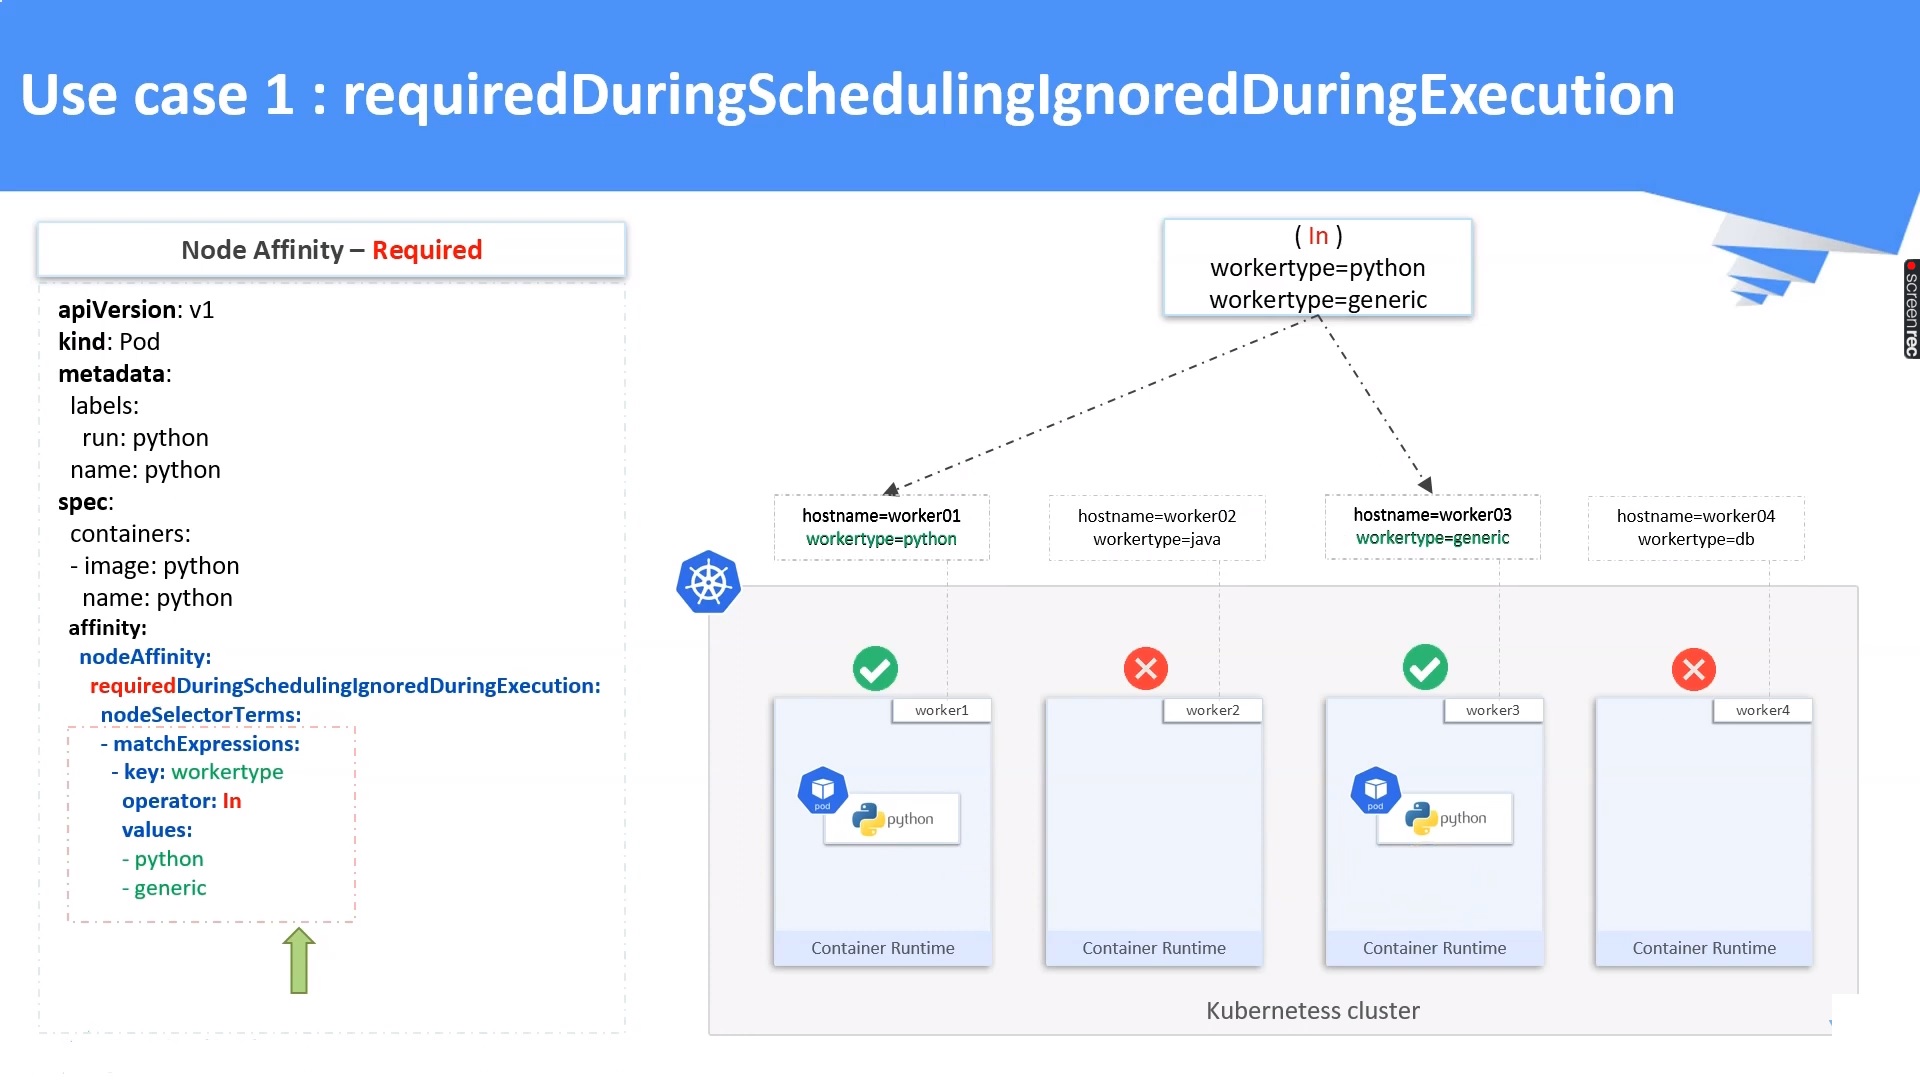 Use case 1 : requiredDuringSchedulingIgnoredDuringExecution
Node Affinity – Required
apiVersion: v1
kind: Pod
metadata:
labels:
run: python
name: python
spec:
containers:
- image: python
name: python
affinity:
nodeAffinity:
requiredDuringSchedulingIgnoredDuringExecution:
nodeSelectorTerms:
- matchExpressions:
- key: workertype
operator: In
values:
- python
- generic
( In )
workertype=python
workertype=generic
hostname=worker01
workertype=python
hostname=worker02
workertype=java
hostname=worker03
workertype=generic
hostname=worker04
workertype=db
worker1
worker2
worker3
worker4
pod
python
pod
python
Container Runtime
Container Runtime
Container Runtime
Container Runtime
Kubernetess cluster
screenrec